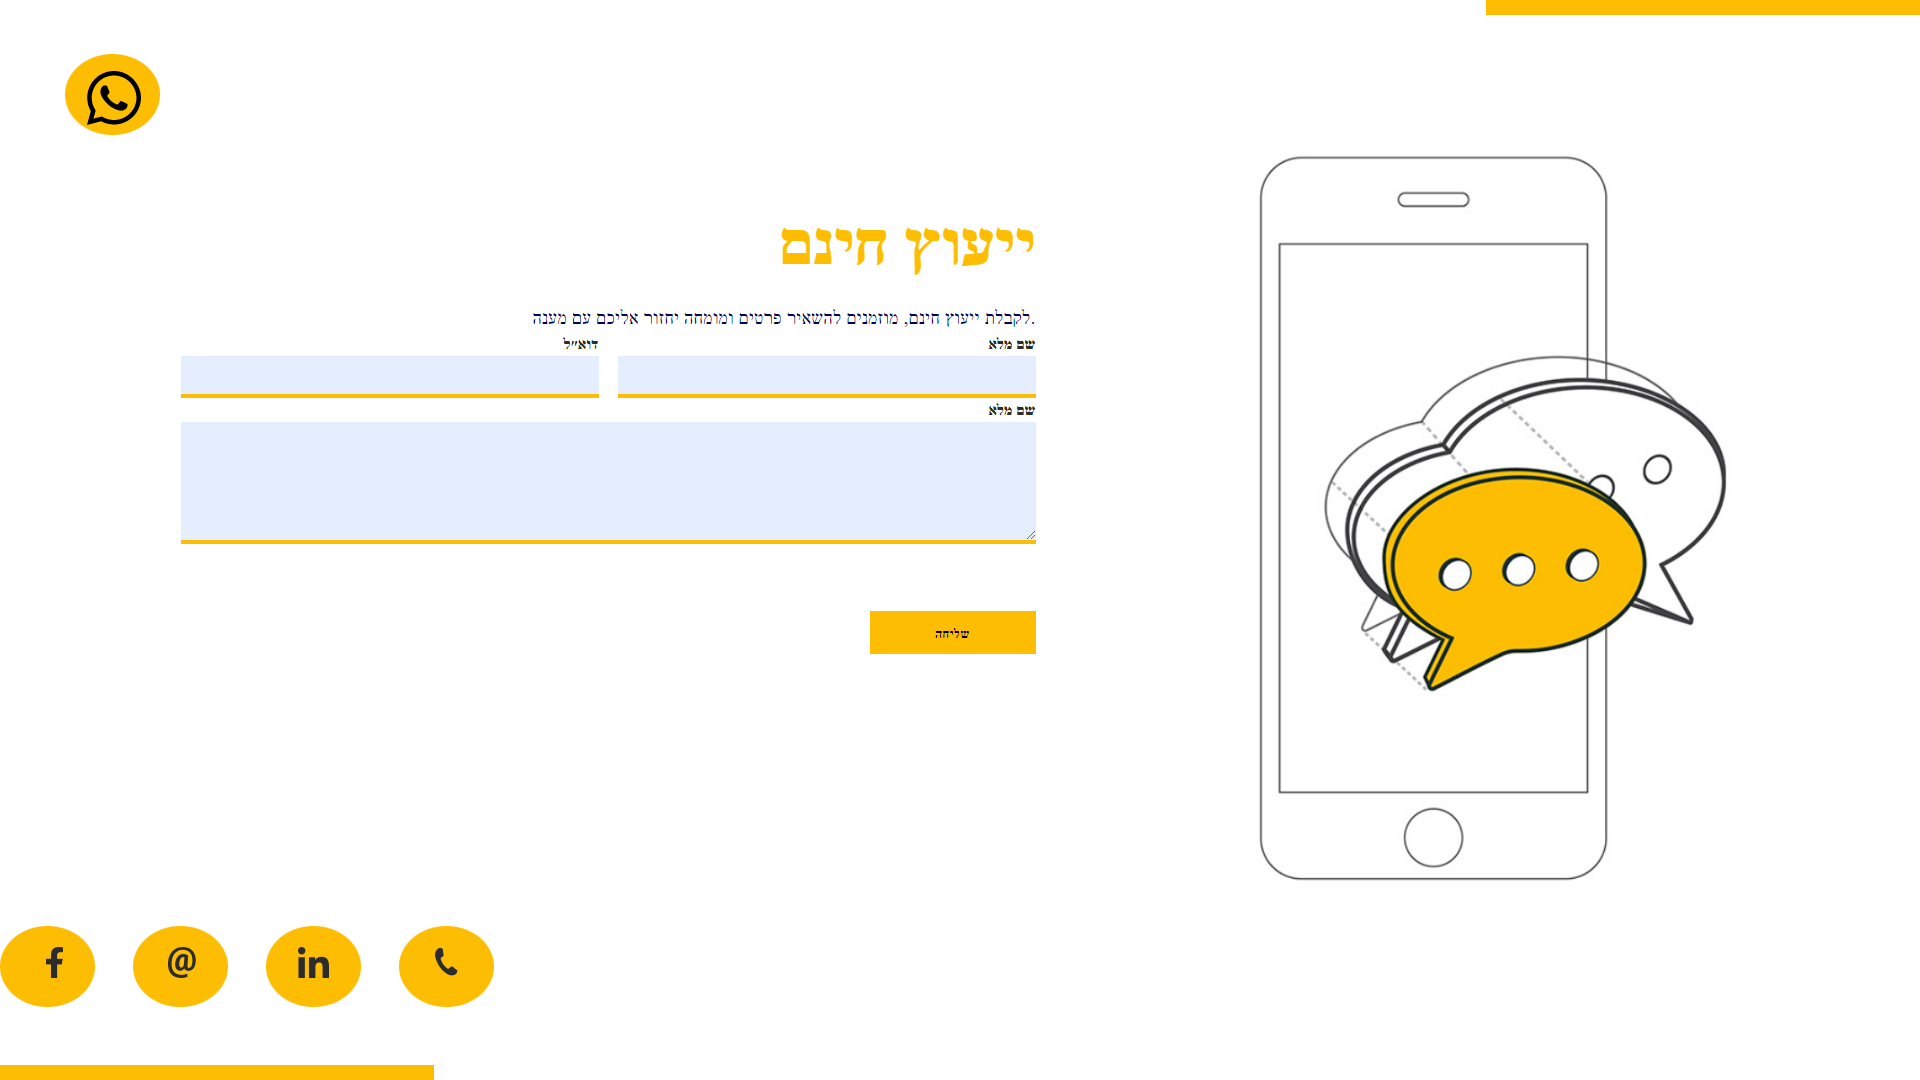 ייעוץ חינם
.לקבלת ייעוץ חינם, מוזמנים להשאיר פרטים ומומחה יחזור אליכם עם מענה
שם מלא
דוא״ל
שם מלא
שליחה